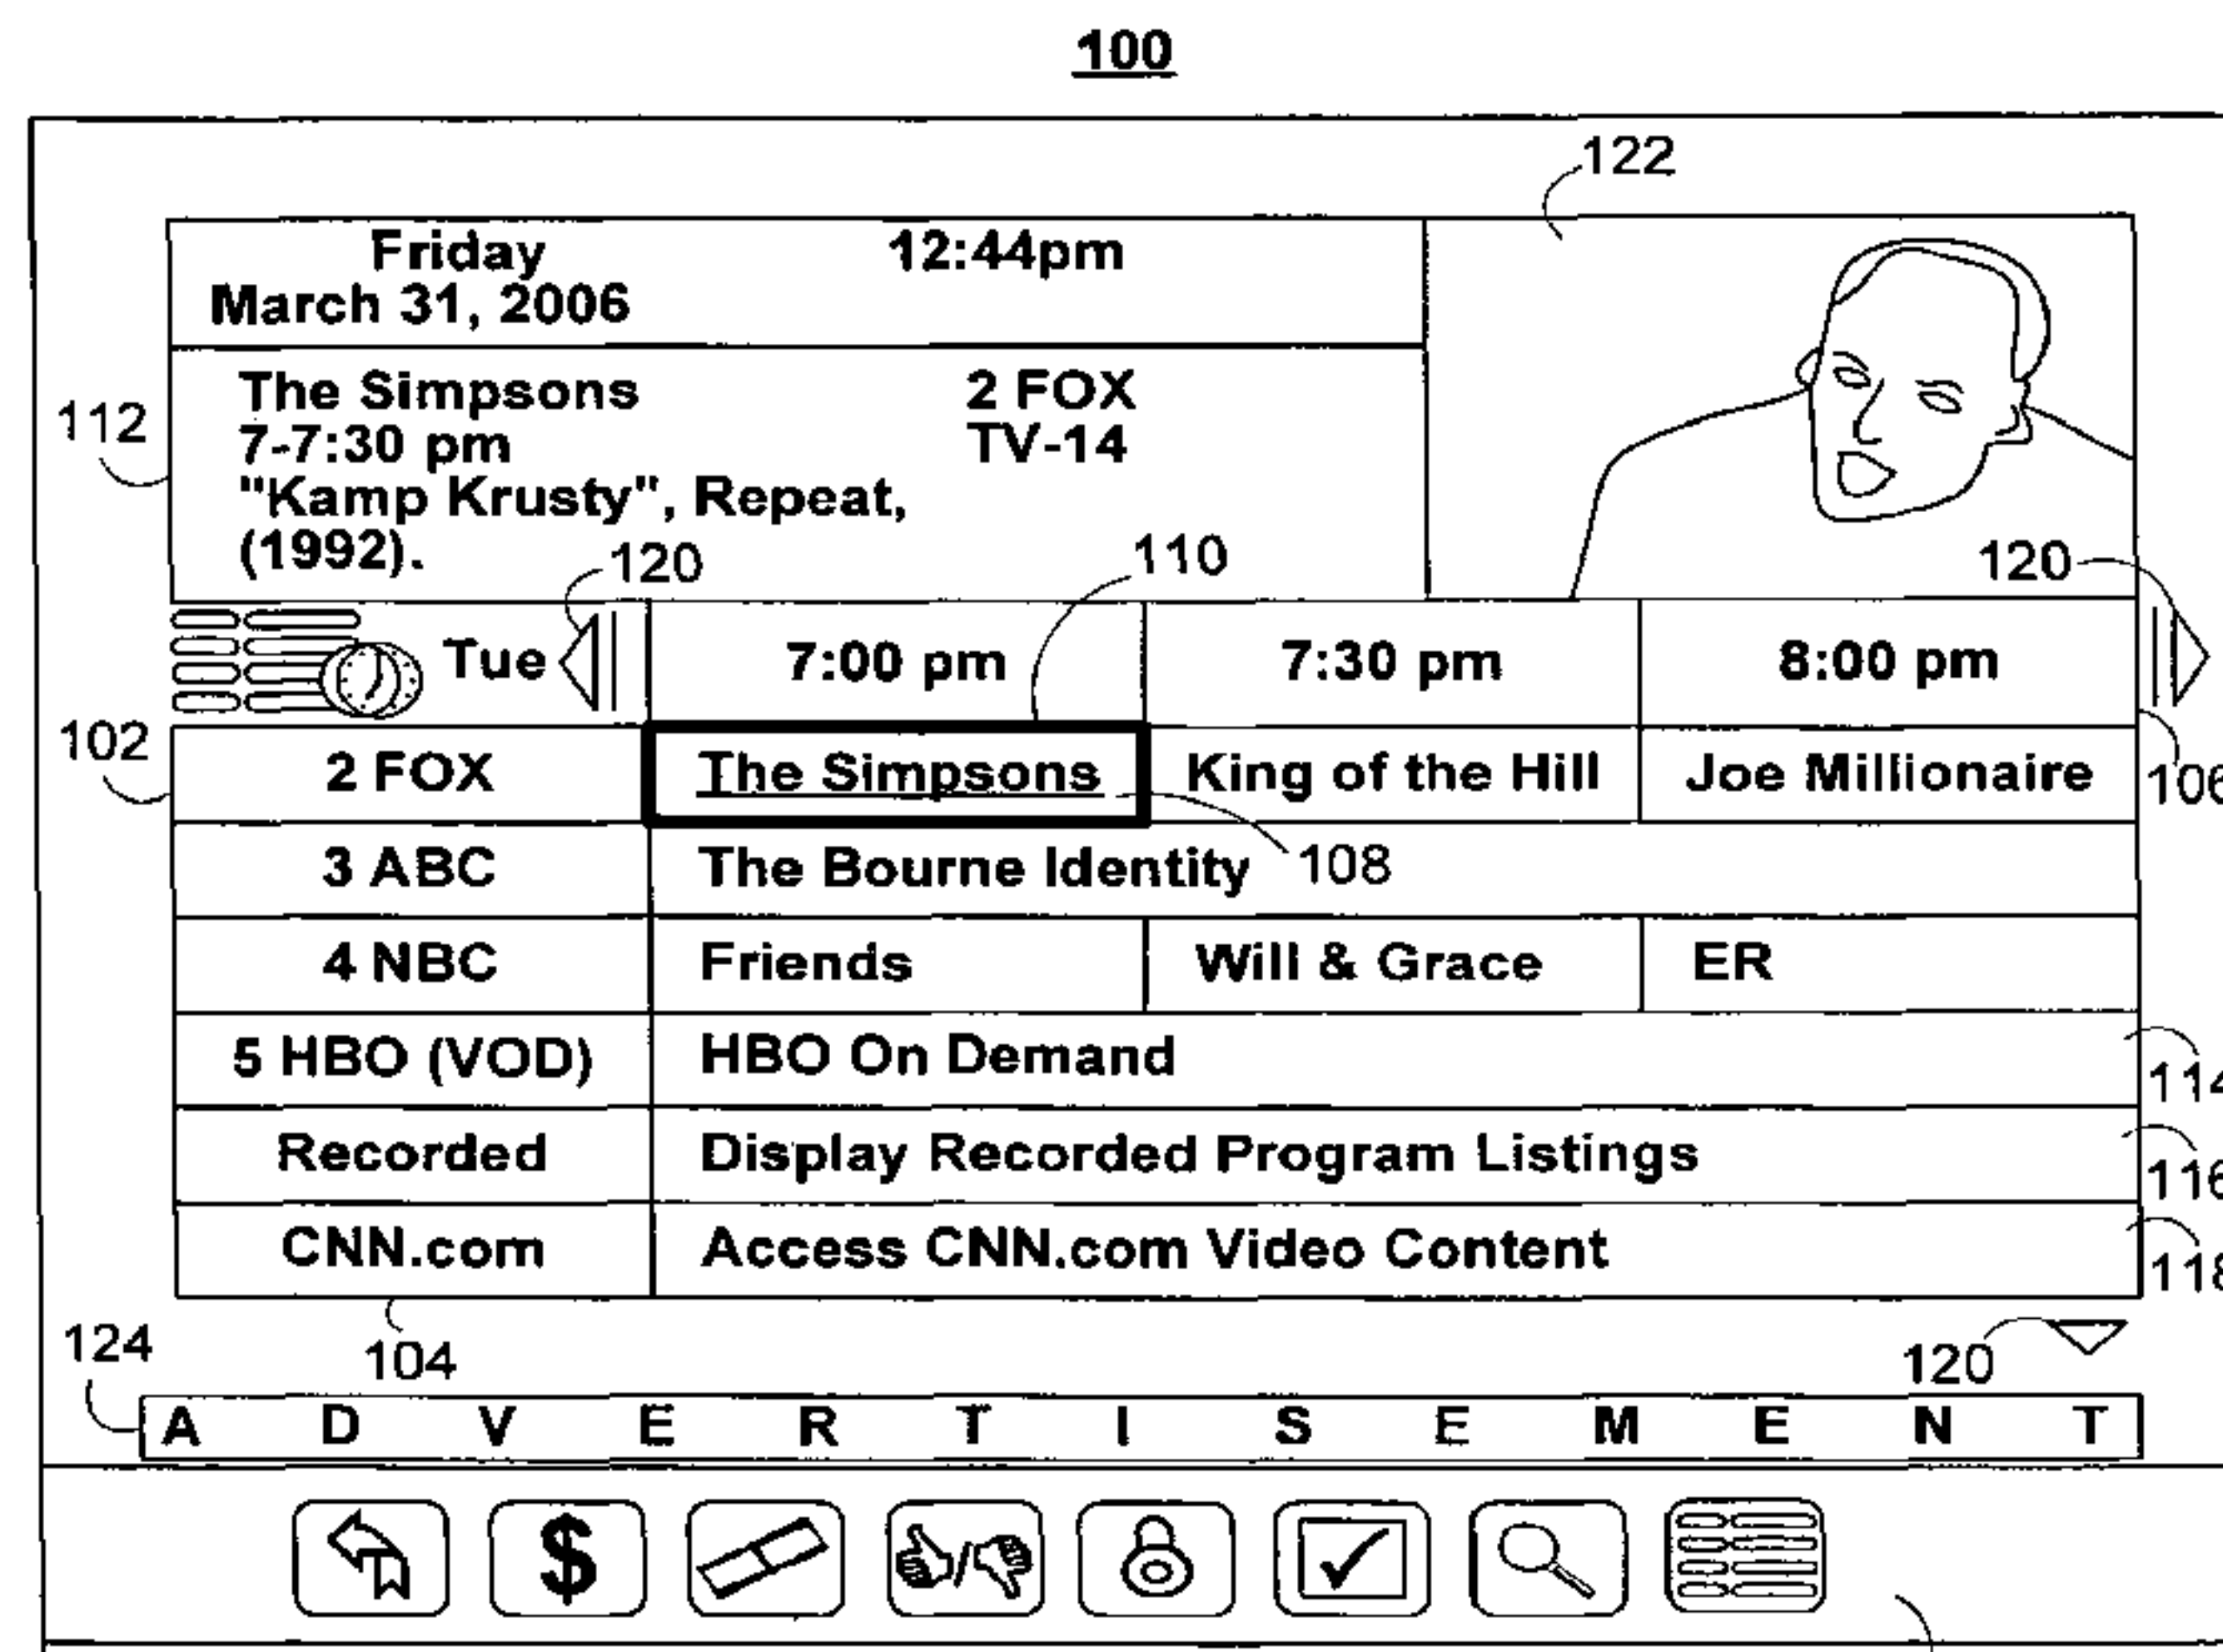 100
122
Friday 12:44pm
March 31, 2006
The Simpsons 2 FOX
112
7-7:30 pm TV-14
"Kamp Krusty", Repeat,
(1992).
120 110 120
Tue 7:00 pm 7:30 pm 8:00 pm
102
2 FOX The Simpsons King of the Hill Joe Millionaire 106
3 ABC The Bourne Identity 108
4 NBC Friends Will & Grace ER
5 HBO (VOD) HBO On Demand 114
Recorded Display Recorded Program Listings 116
CNN.com Access CNN.com Video Content 118
124 104 120
A D V E R T I S E M E N T
$ /